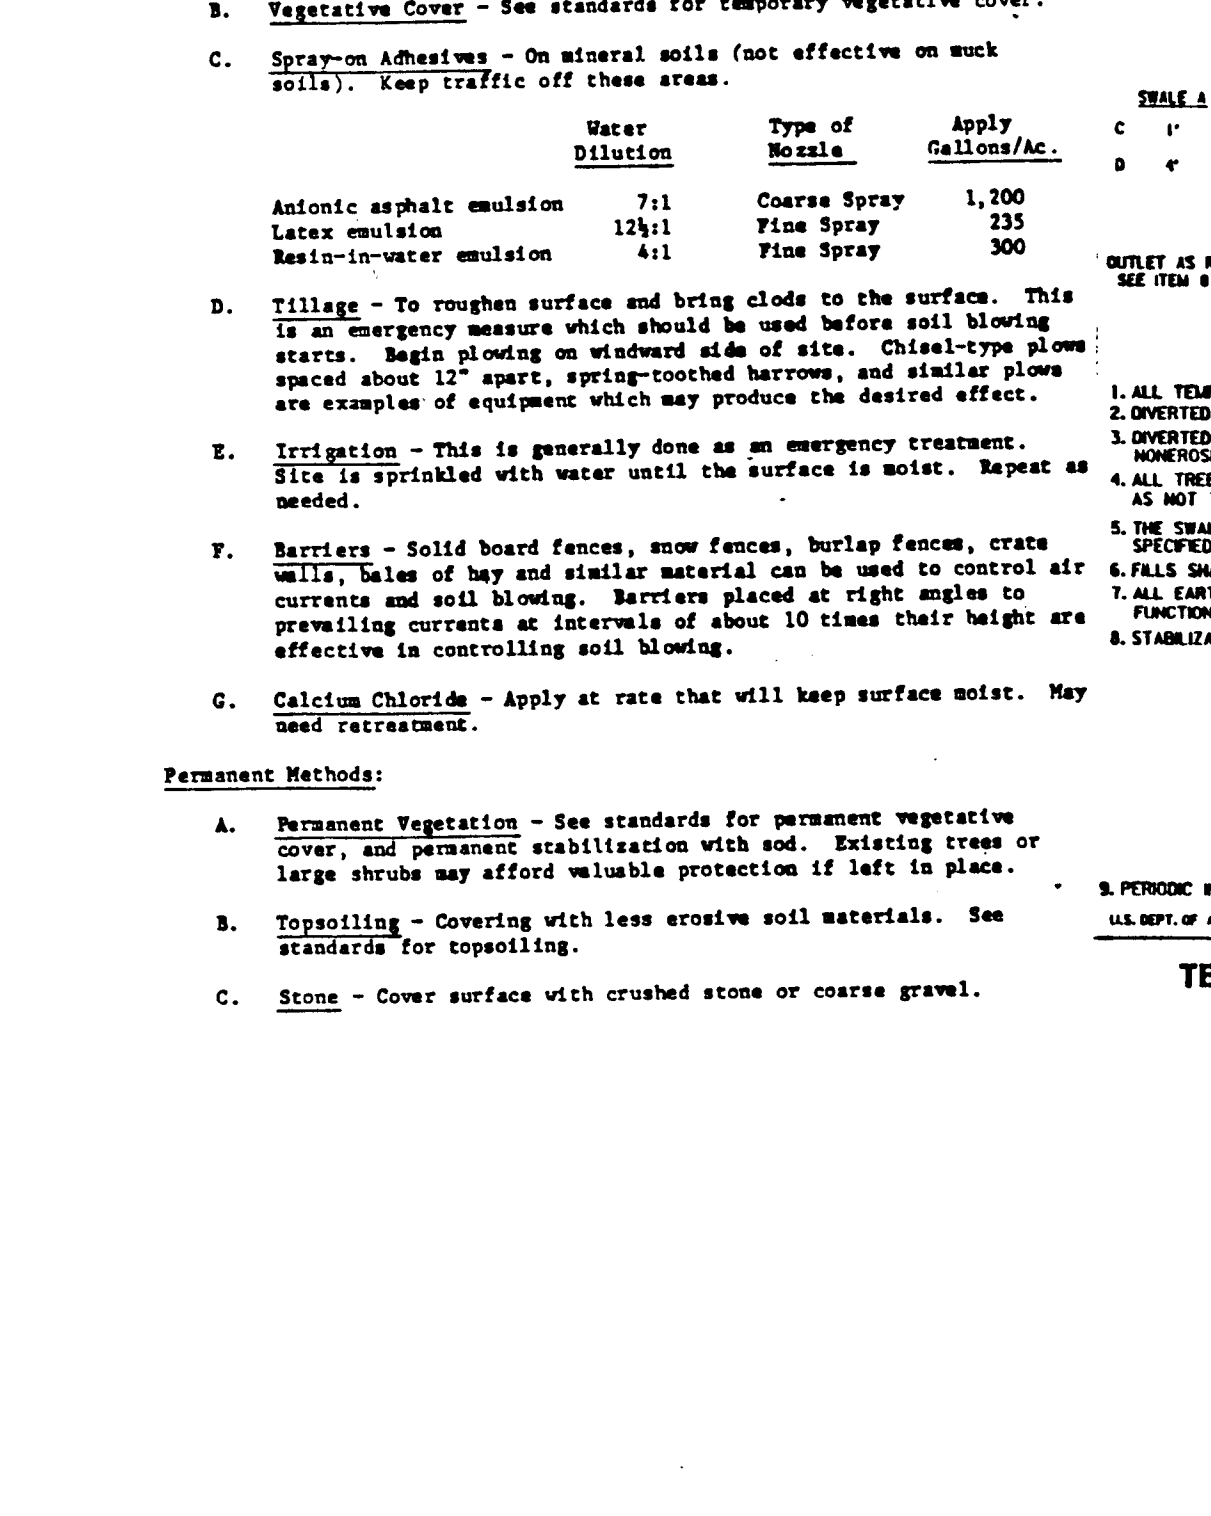 B. Vegetative Cover - See standards for temporary vegetative cover.
C. Spray-on Adhesives - On mineral soils (not effective on muck
soils). Keep traffic off these areas.
Water Type of Apply
Dilution Nozzle Gallons/Ac.
Anionic asphalt emulsion 7:1 Coarse Spray 1,200
Latex emulsion 12½:1 Fine Spray 235
Resin-in-water emulsion 4:1 Fine Spray 300
D. Tillage - To roughen surface and bring clods to the surface. This
is an emergency measure which should be used before soil blowing
starts. Begin plowing on windward side of site. Chisel-type plows
spaced about 12" apart, spring-toothed harrows, and similar plows
are examples of equipment which may produce the desired effect.
E. Irrigation - This is generally done as an emergency treatment.
Site is sprinkled with water until the surface is moist. Repeat as
needed.
F. Barriers - Solid board fences, snow fences, burlap fences, crate
walls, bales of hay and similar material can be used to control air
currents and soil blowing. Barriers placed at right angles to
prevailing currents at intervals of about 10 times their height are
effective in controlling soil blowing.
G. Calcium Chloride - Apply at rate that will keep surface moist. May
need retreatment.
Permanent Methods:
A. Permanent Vegetation - See standards for permanent vegetative
cover, and permanent stabilization with sod. Existing trees or
large shrubs may afford valuable protection if left in place.
B. Topsoiling - Covering with less erosive soil materials. See
standards for topsoiling.
C. Stone - Cover surface with crushed stone or coarse gravel.
SWALE A
C 1'
D 4'
OUTLET AS
SEE ITEM 8
1. ALL
2. DIVERTED
3. DIVERTED
4. ALL
AS NOT
5. THE
SPECIFIED
6. FILLS
7. ALL
FUNCTION
8.
9. PERIODIC
U.S. DEPT. OF